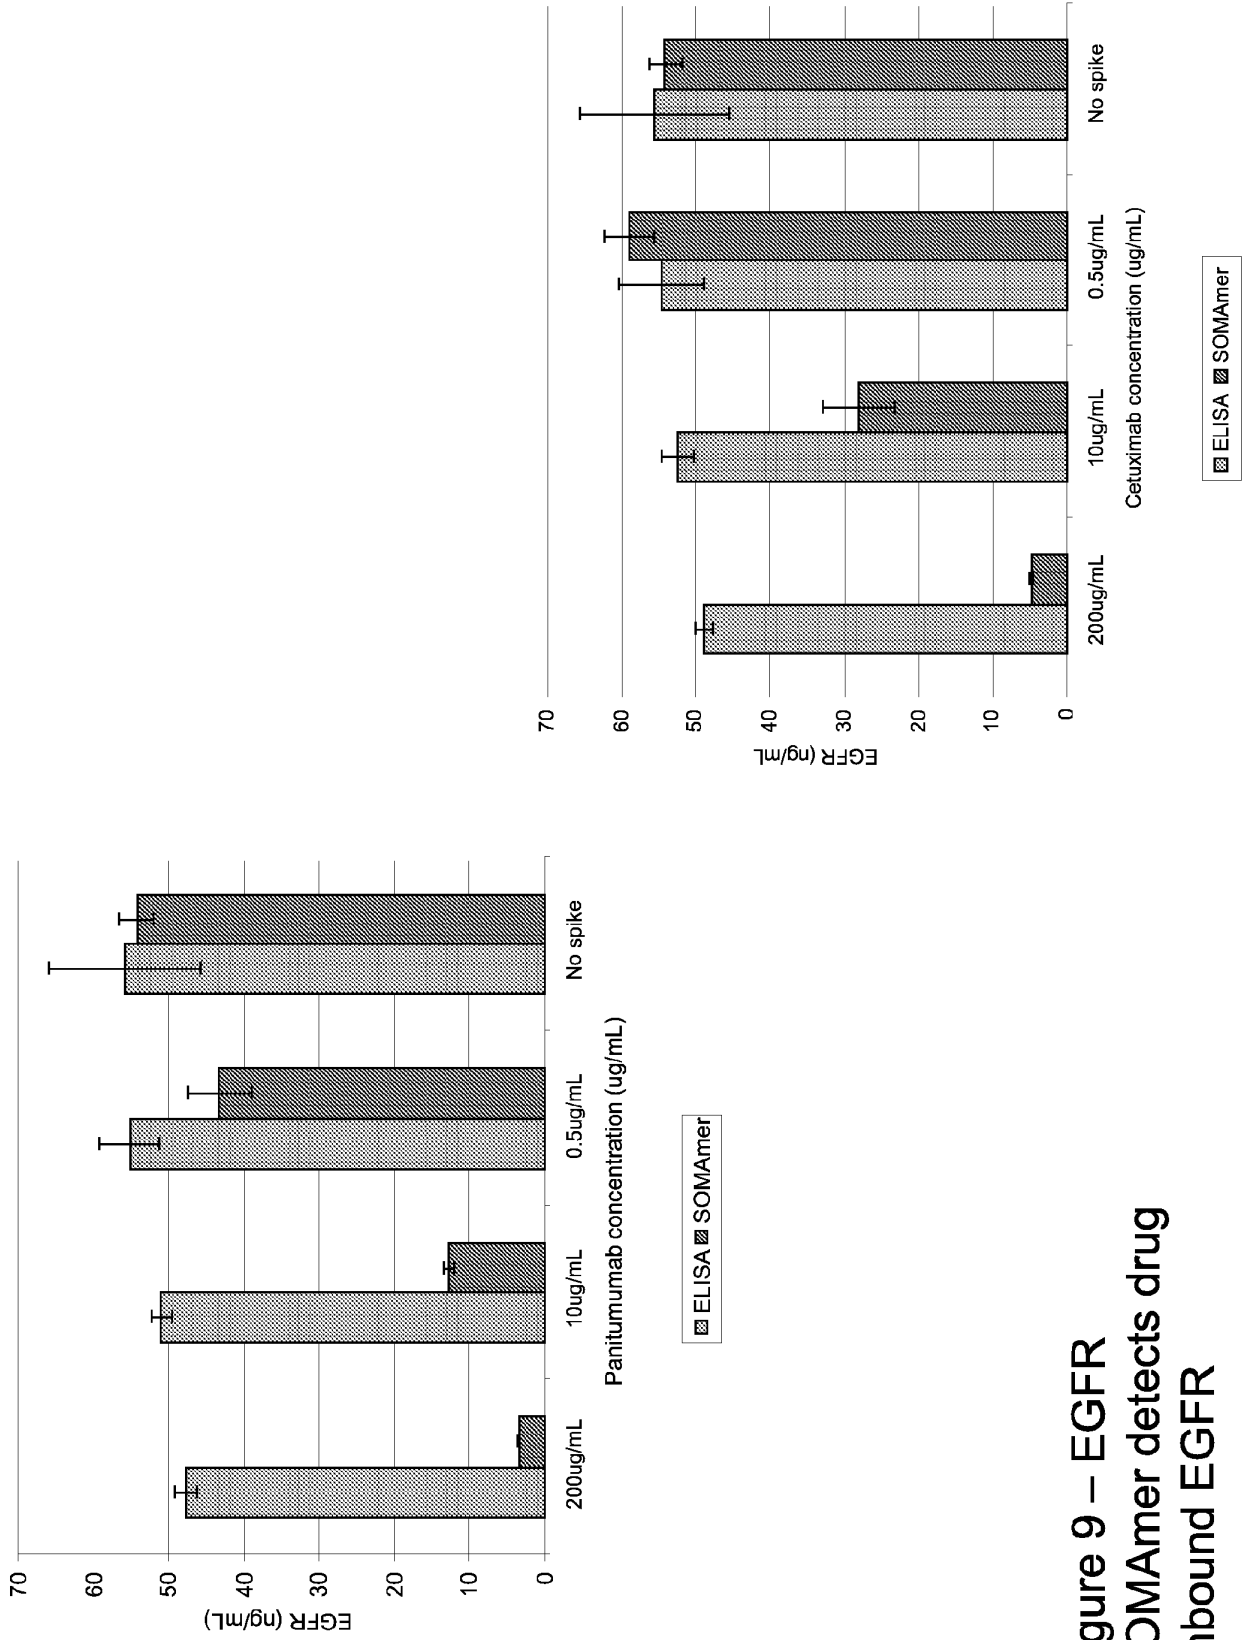 70
60
50
40
30
20
10
0
EGFR (ng/mL)
200ug/mL 10ug/mL 0.5ug/mL No spike
Panitumumab concentration (ug/mL)
ELISA SOMAmer
70
60
50
40
30
20
10
0
EGFR (ng/mL
200ug/mL 10ug/mL 0.5ug/mL No spike
Cetuximab concentration (ug/mL)
ELISA SOMAmer
gure 9 – EGFR
OMAmer detects drug
nbound EGFR